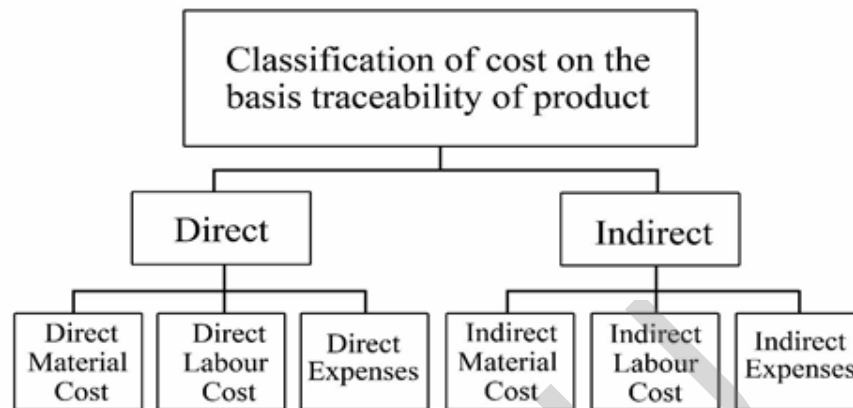 Classification of cost on the
basis traceability of product
Direct
Indirect
Direct
Material
Cost
Direct
Labour
Cost
Direct
Expenses
Indirect
Material
Cost
Indirect
Labour
Cost
Indirect
Expenses